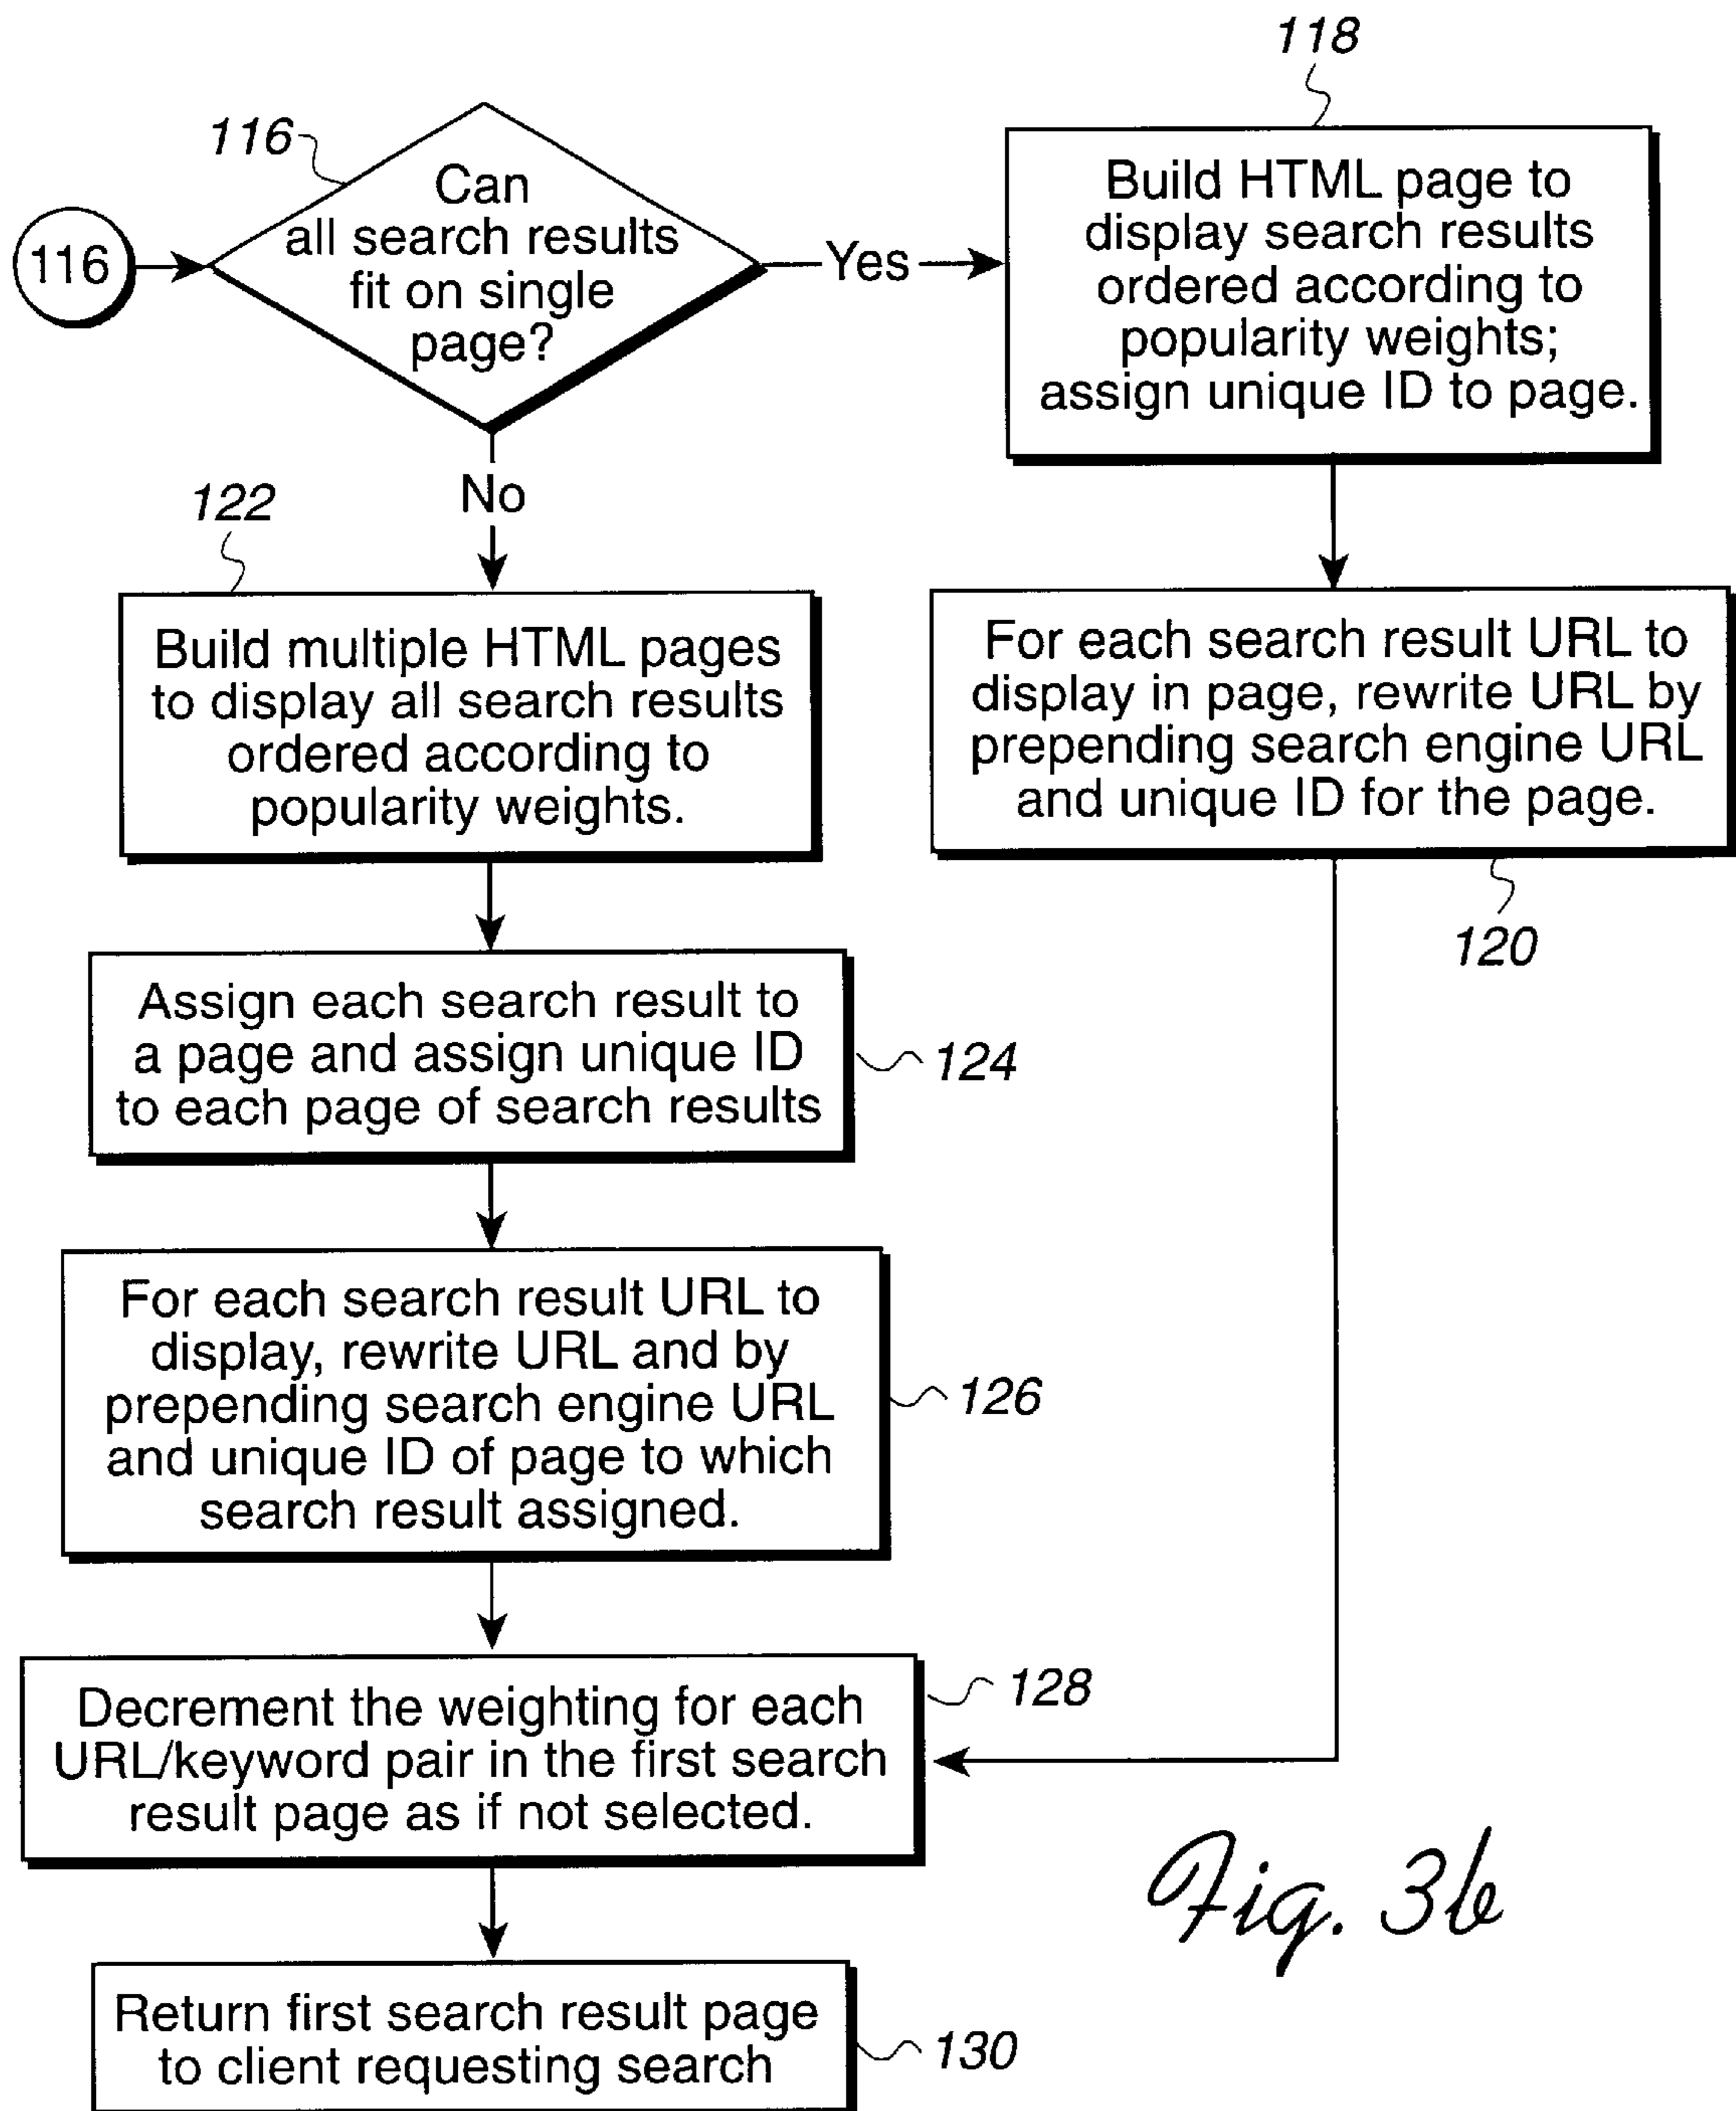 118
116
116
Can
all search results
fit on single
page?
Yes
Build HTML page to
display search results
ordered according to
popularity weights;
assign unique ID to page.
No
122
Build multiple HTML pages
to display all search results
ordered according to
popularity weights.
For each search result URL to
display in page, rewrite URL by
prepending search engine URL
and unique ID for the page.
120
Assign each search result to
a page and assign unique ID
to each page of search results
124
For each search result URL to
display, rewrite URL and by
prepending search engine URL
and unique ID of page to which
search result assigned.
126
Decrement the weighting for each
URL/keyword pair in the first search
result page as if not selected.
128
Fig. 3b
Return first search result page
to client requesting search
130